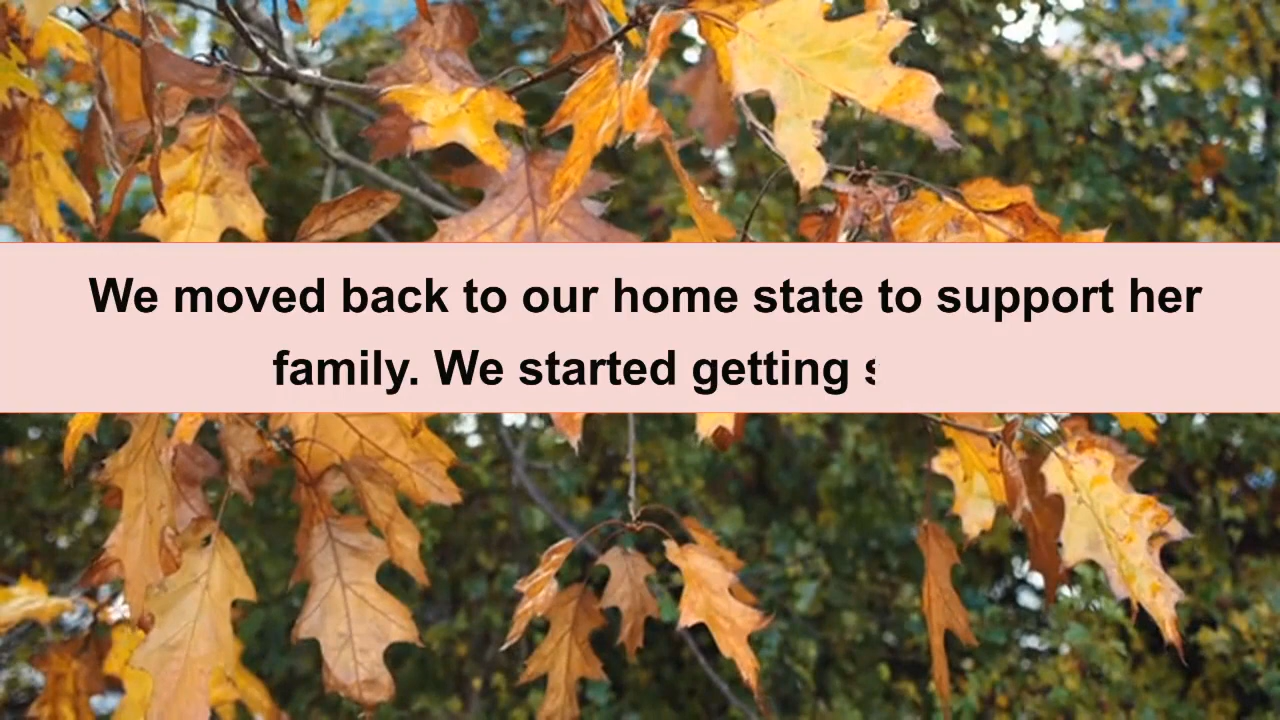 We moved back to our home state to support her
family. We started getting